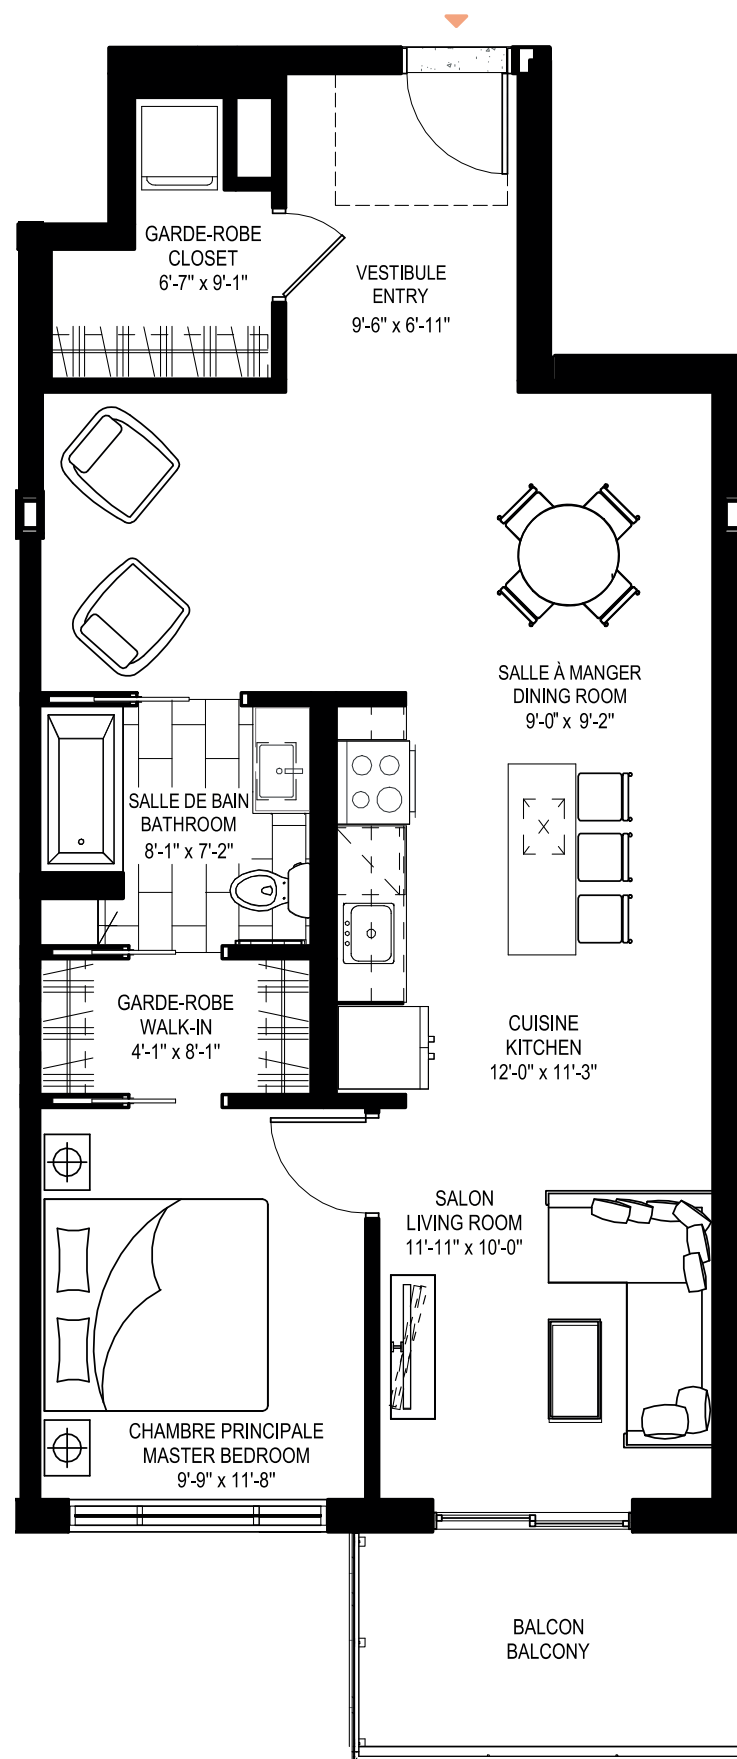 GARDE-ROBE
CLOSET
6'-7" x 9'-1"
VESTIBULE
ENTRY
9'-6" x 6'-11"
SALLE À MANGER
DINING ROOM
9'-0" x 9'-2"
SALLE DE BAIN
BATHROOM
8'-1" x 7'-2"
GARDE-ROBE
WALK-IN
4'-1" x 8'-1"
CUISINE
KITCHEN
12'-0" x 11'-3"
SALON
LIVING ROOM
11'-11" x 10'-0"
CHAMBRE PRINCIPALE
MASTER BEDROOM
9'-9" x 11'-8"
BALCON
BALCONY